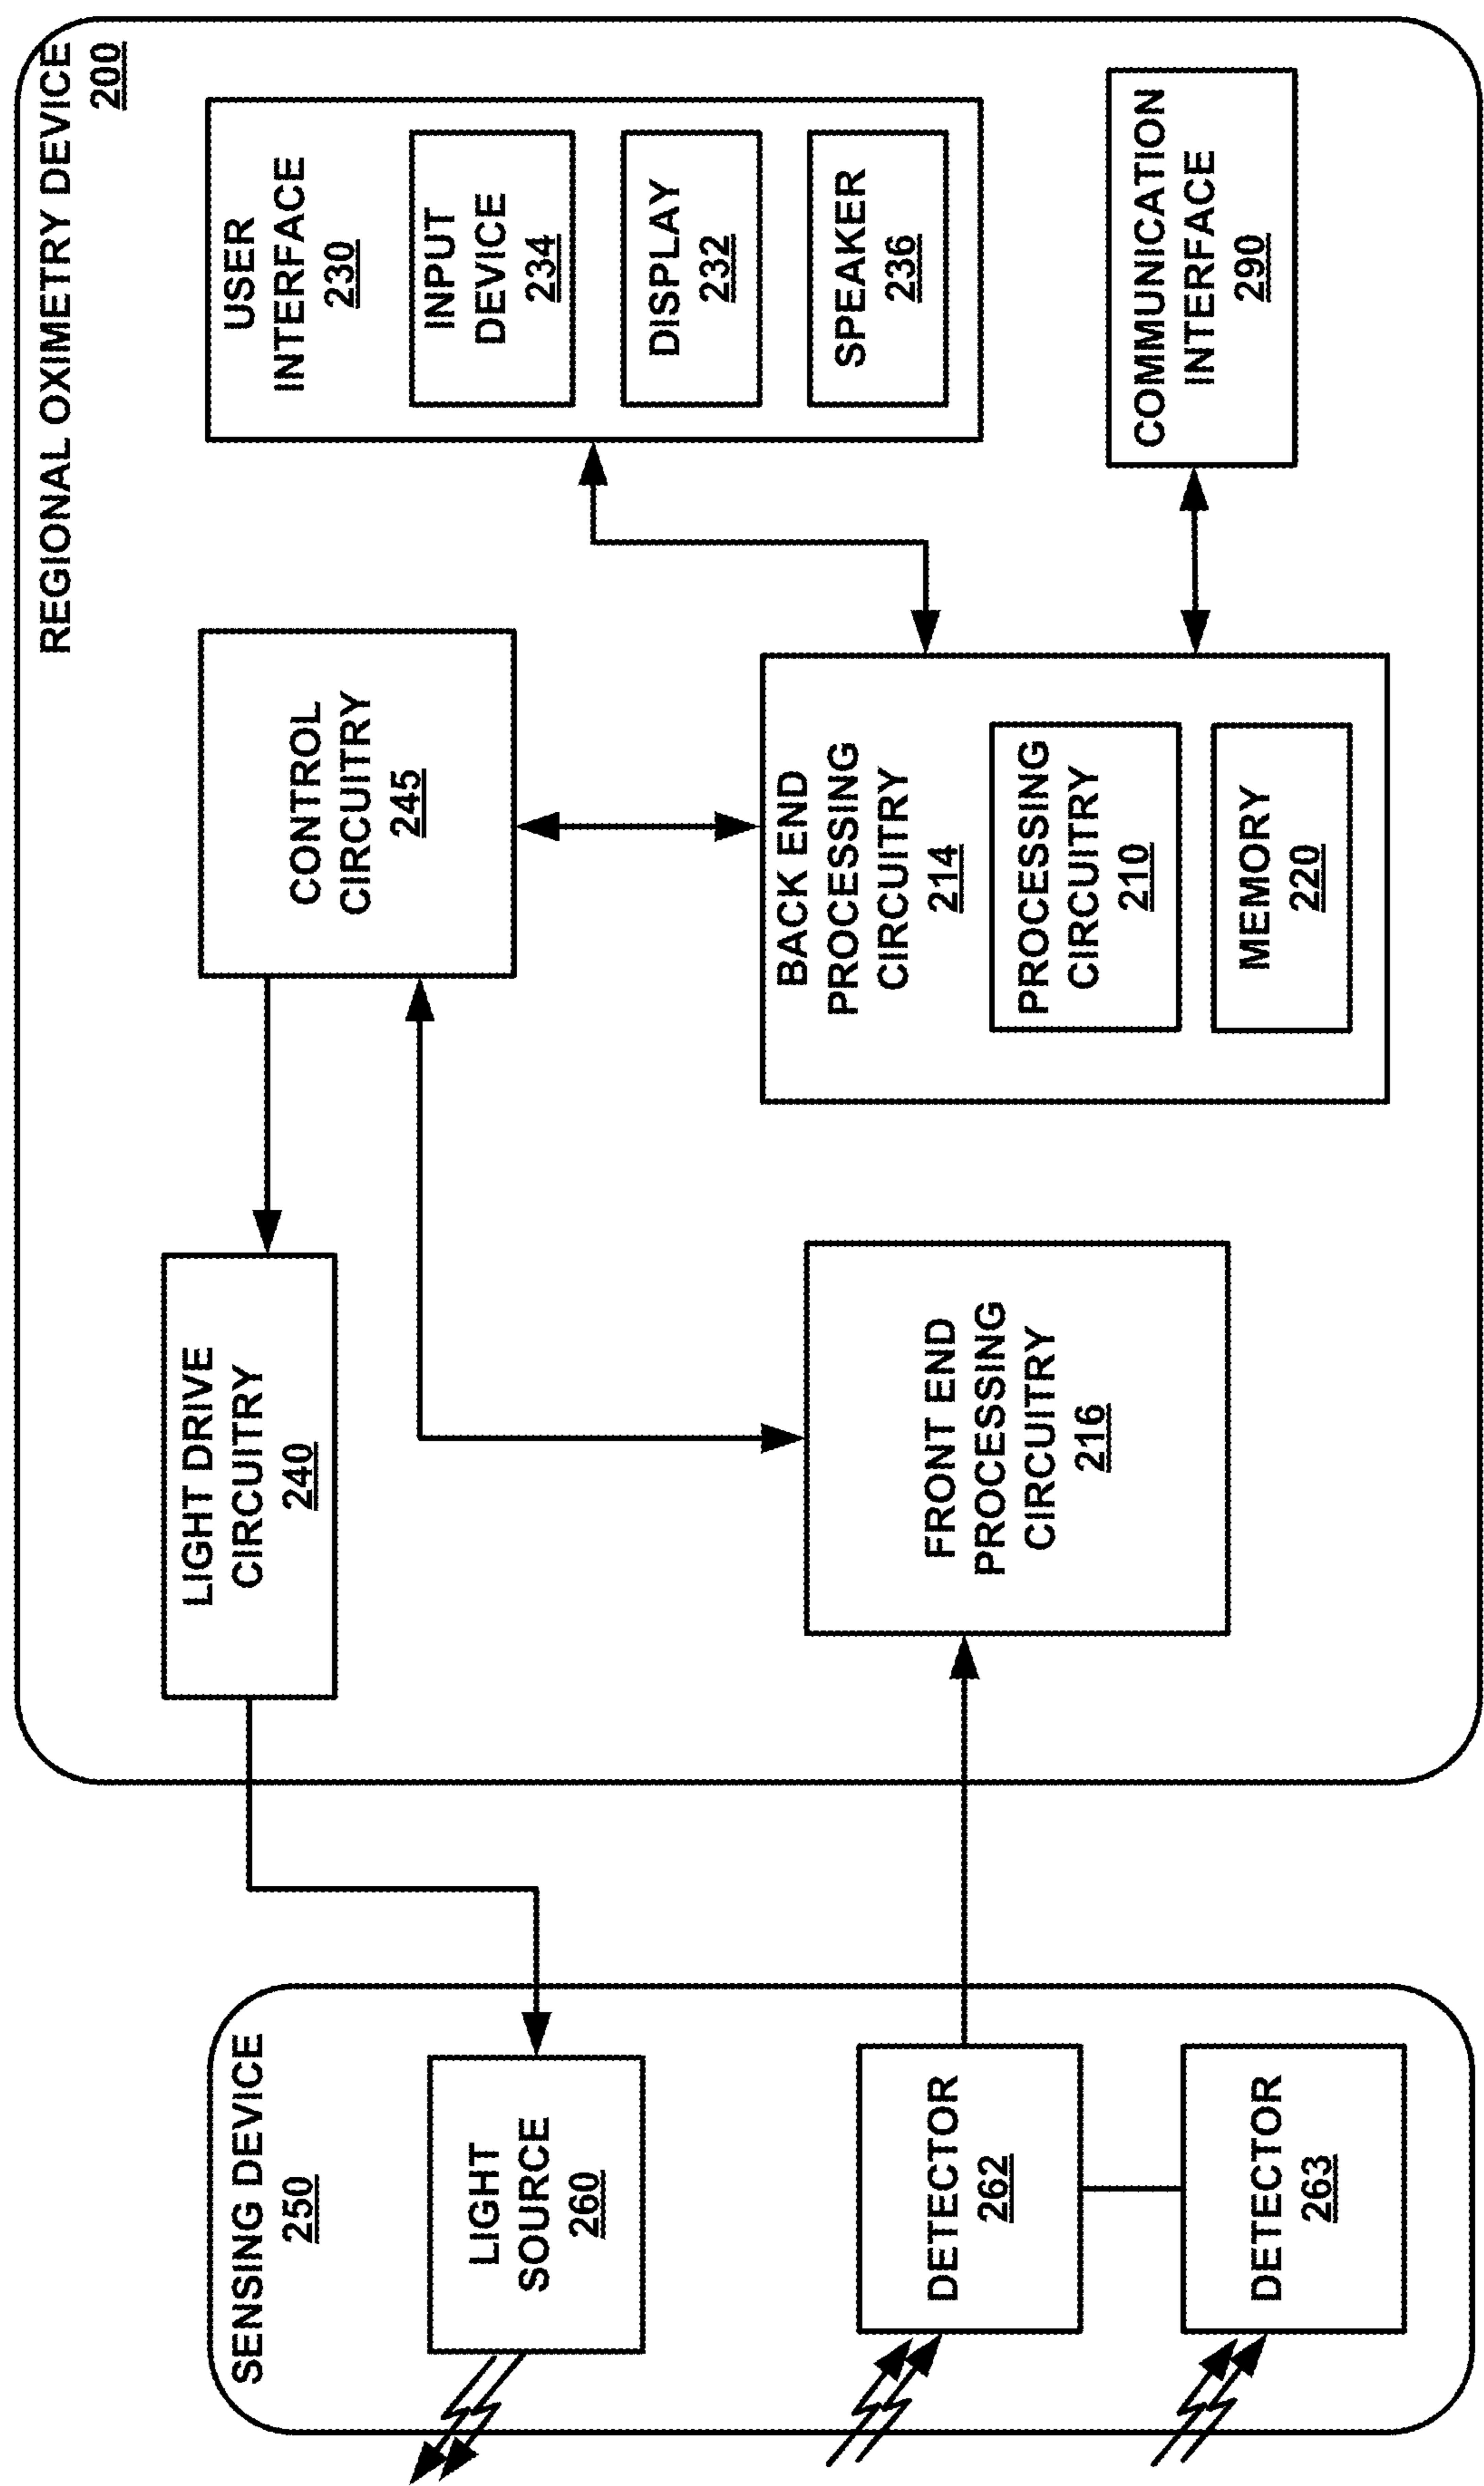 REGIONAL OXIMETRY DEVICE
200
SENSING DEVICE
250
LIGHT
SOURCE
260
DETECTOR
262
DETECTOR
263
LIGHT DRIVE
CIRCUITRY
240
FRONT END
PROCESSING
CIRCUITRY
216
CONTROL
CIRCUITRY
245
BACK END
PROCESSING
CIRCUITRY
214
PROCESSING
CIRCUITRY
210
MEMORY
220
USER
INTERFACE
230
INPUT
DEVICE
234
DISPLAY
232
SPEAKER
236
COMMUNICATION
INTERFACE
290